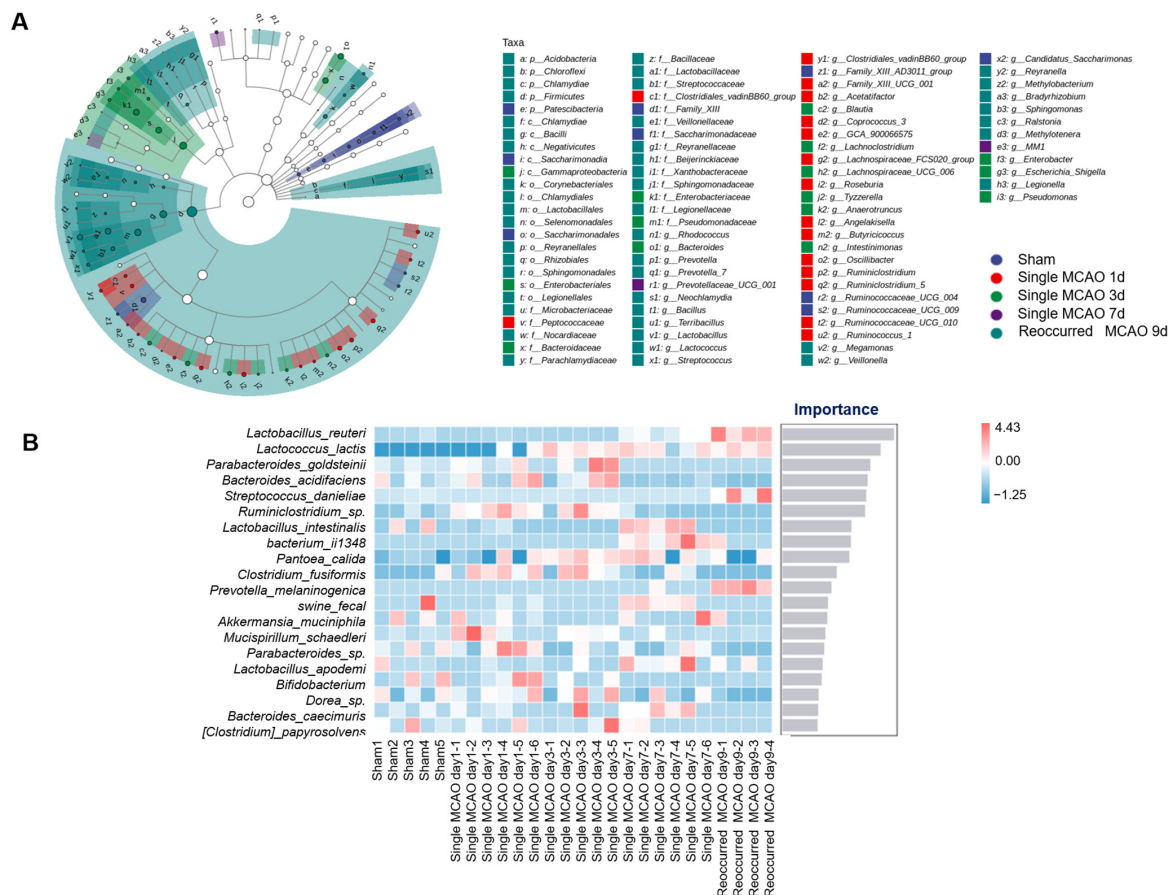 A
Taxa
a: p__Acidobacteria
b: p__Chloroflexi
c: p__Chlamydiae
d: p__Firmicutes
e: p__Patescibacteria
f: c__Chlamydiae
g: c__Bacilli
h: c__Negativicutes
i: c__Saccharimonadia
j: c__Gammaproteobacteria
k: o__Corynebacteriales
l: o__Chlamydiales
m: o__Lactobacillales
n: o__Selenomonadales
o: o__Saccharimonadales
p: o__Reyranellales
q: o__Rhizobiales
r: o__Sphingomonadales
s: o__Enterobacteriales
t: o__Legionellales
u: f__Microbacteriaceae
v: f__Peptococcaceae
w: f__Nocardiaceae
x: f__Bacteroidaceae
y: f__Parachlamydiaceae
z: f__Bacillaceae
a1: f__Lactobacillaceae
b1: f__Streptococcaceae
c1: f__Clostridiales_vadinBB60_group
d1: f__Family_XIII
e1: f__Veillonellaceae
f1: f__Saccharimonadaceae
g1: f__Reyranellaceae
h1: f__Beijerinckiaceae
i1: f__Xanthobacteraceae
j1: f__Sphingomonadaceae
k1: f__Enterobacteriaceae
l1: f__Legionellaceae
m1: f__Pseudomonadaceae
n1: g__Rhodococcus
o1: g__Bacteroides
p1: g__Prevotella
q1: g__Prevotella_7
r1: g__Prevotellaceae_UCG_001
s1: g__Neochlamydia
t1: g__Bacillus
u1: g__Terribacillus
v1: g__Lactobacillus
w1: g__Lactococcus
x1: g__Streptococcus
y1: g__Clostridiales_vadinBB60_group
z1: g__Family_XIII_AD3011_group
a2: g__Family_XIII_UCG_001
b2: g__Acetatifactor
c2: g__Blautia
d2: g__Coprococcus_3
e2: g__GCA_900066575
f2: g__Lachnoclostridium
g2: g__Lachnospiraceae_FCS020_group
h2: g__Lachnospiraceae_UCG_006
i2: g__Roseburia
j2: g__Tyzzerella
k2: g__Anaerotruncus
l2: g__Angelakisella
m2: g__Butyricicoccus
n2: g__Intestinimonas
o2: g__Oscillibacter
p2: g__Ruminiclostridium
q2: g__Ruminiclostridium_5
r2: g__Ruminococcaceae_UCG_004
s2: g__Ruminococcaceae_UCG_009
t2: g__Ruminococcaceae_UCG_010
u2: g__Ruminococcus_1
v2: g__Megamonas
w2: g__Veillonella
x2: g__Candidatus_Saccharimonas
y2: g__Reyranella
z2: g__Methylobacterium
a3: g__Bradyrhizobium
b3: g__Sphingomonas
c3: g__Ralstonia
d3: g__Methylotenera
e3: g__MM1
f3: g__Enterobacter
g3: g__Escherichia_Shigella
h3: g__Legionella
i3: g__Pseudomonas
Sham
Single MCAO 1d
Single MCAO 3d
Single MCAO 7d
Reoccurred MCAO 9d
B
Importance
Lactobacillus_reuteri
Lactococcus_lactis
Parabacteroides_goldsteinii
Bacteroides_acidifaciens
Streptococcus_danieliae
Ruminiclostridium_sp.
Lactobacillus_intestinalis
bacterium_ii1348
Pantoea_calida
Clostridium_fusiformis
Prevotella_melaninogenica
swine_fecal
Akkermansia_muciniphila
Mucispirillum_schaedleri
Parabacteroides_sp.
Lactobacillus_apodemi
Bifidobacterium
Dorea_sp.
Bacteroides_caecimuris
[Clostridium]_papyrosolvens
4.43
0.00
−1.25
Sham1
Sham2
Sham3
Sham4
Sham5
Single MCAO day1-1
Single MCAO day1-2
Single MCAO day1-3
Single MCAO day1-4
Single MCAO day1-5
Single MCAO day1-6
Single MCAO day3-1
Single MCAO day3-2
Single MCAO day3-3
Single MCAO day3-4
Single MCAO day3-5
Single MCAO day7-1
Single MCAO day7-2
Single MCAO day7-3
Single MCAO day7-4
Single MCAO day7-5
Single MCAO day7-6
Reoccurred MCAO day9-1
Reoccurred MCAO day9-2
Reoccurred MCAO day9-3
Reoccurred MCAO day9-4